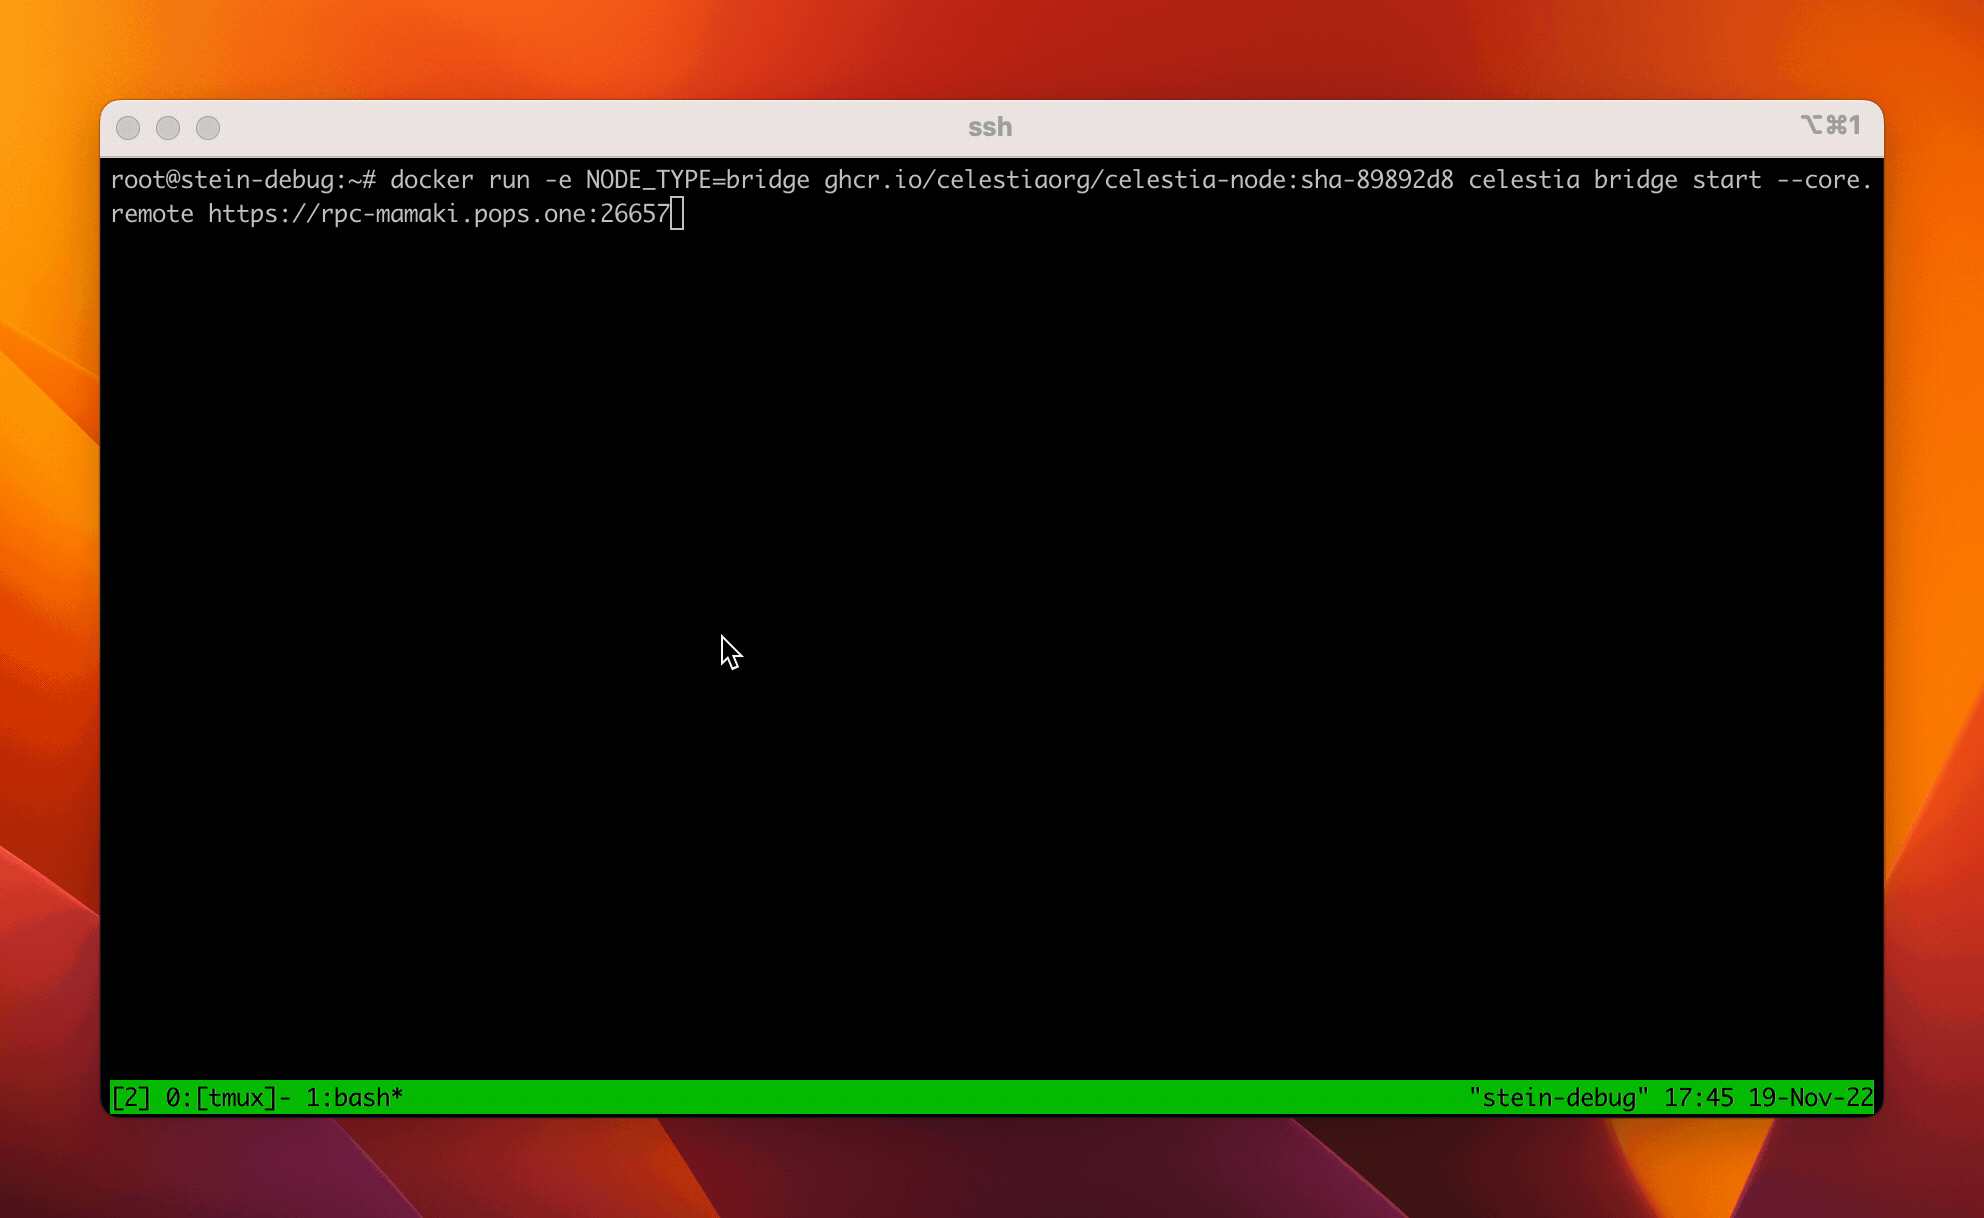 ssh
⌥⌘1
root@stein-debug:~# docker run -e NODE_TYPE=bridge ghcr.io/celestiaorg/celestia-node:sha-89892d8 celestia bridge start --core.
remote https://rpc-mamaki.pops.one:26657
[2] 0:[tmux]- 1:bash* "stein-debug" 17:45 19-Nov-22